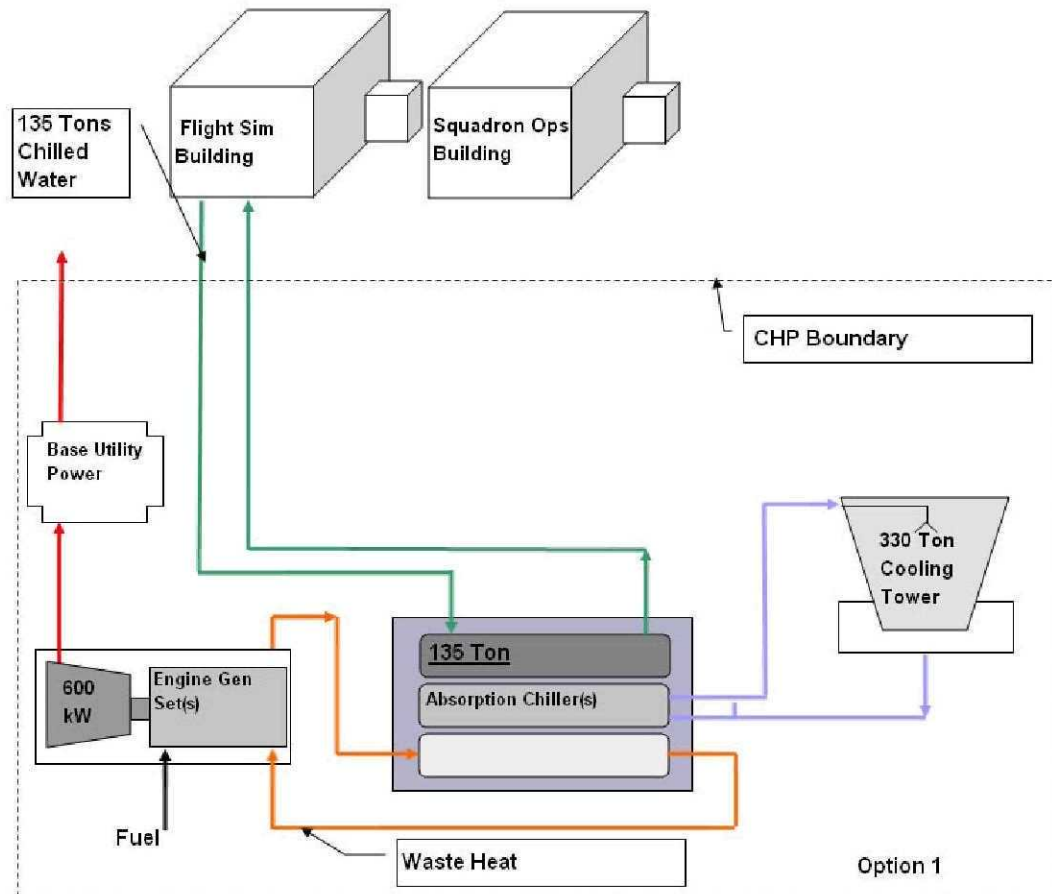 135 Tons
Chilled
Water
Flight Sim
Building
Squadron Ops
Building
CHP Boundary
Base Utility
Power
330 Ton
Cooling
Tower
600
kW
Engine Gen
Set(s)
135 Ton
Absorption Chiller(s)
Fuel
Waste Heat
Option 1